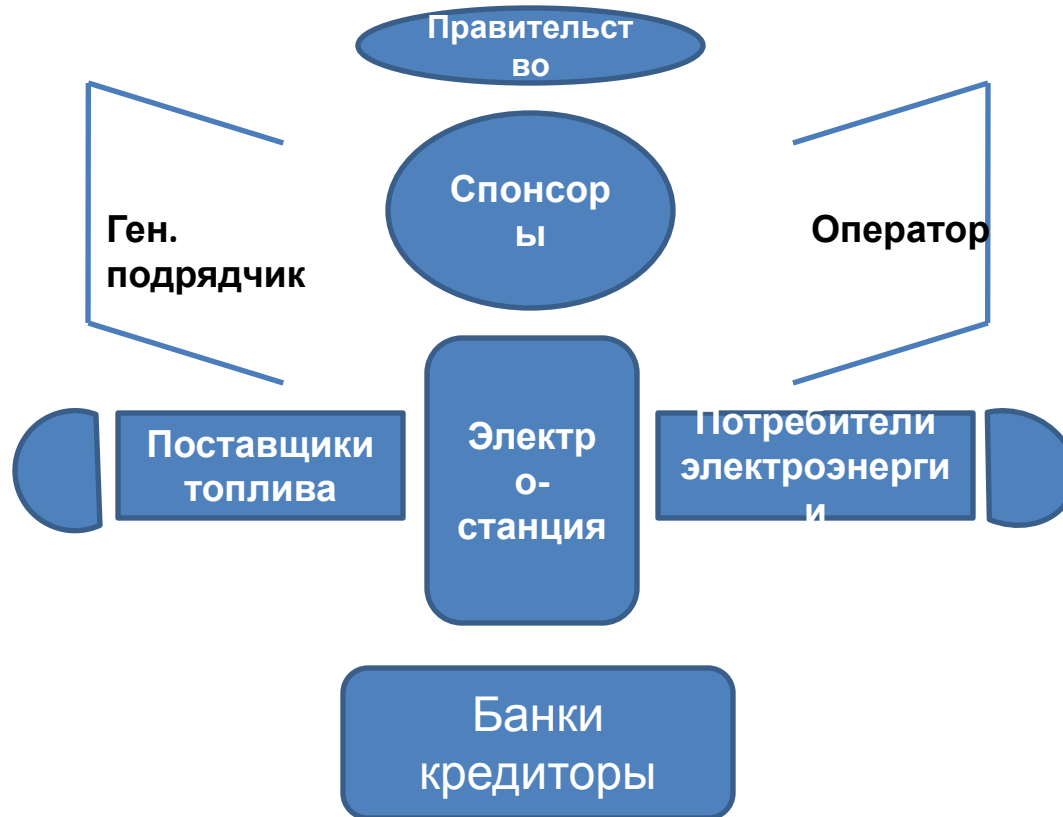 Правительст
во
Спонсор
ы
Ген.
подрядчик
Оператор
Поставщики
топлива
Электр
о-
станция
Потребители
электроэнерги
и
Банки
кредиторы